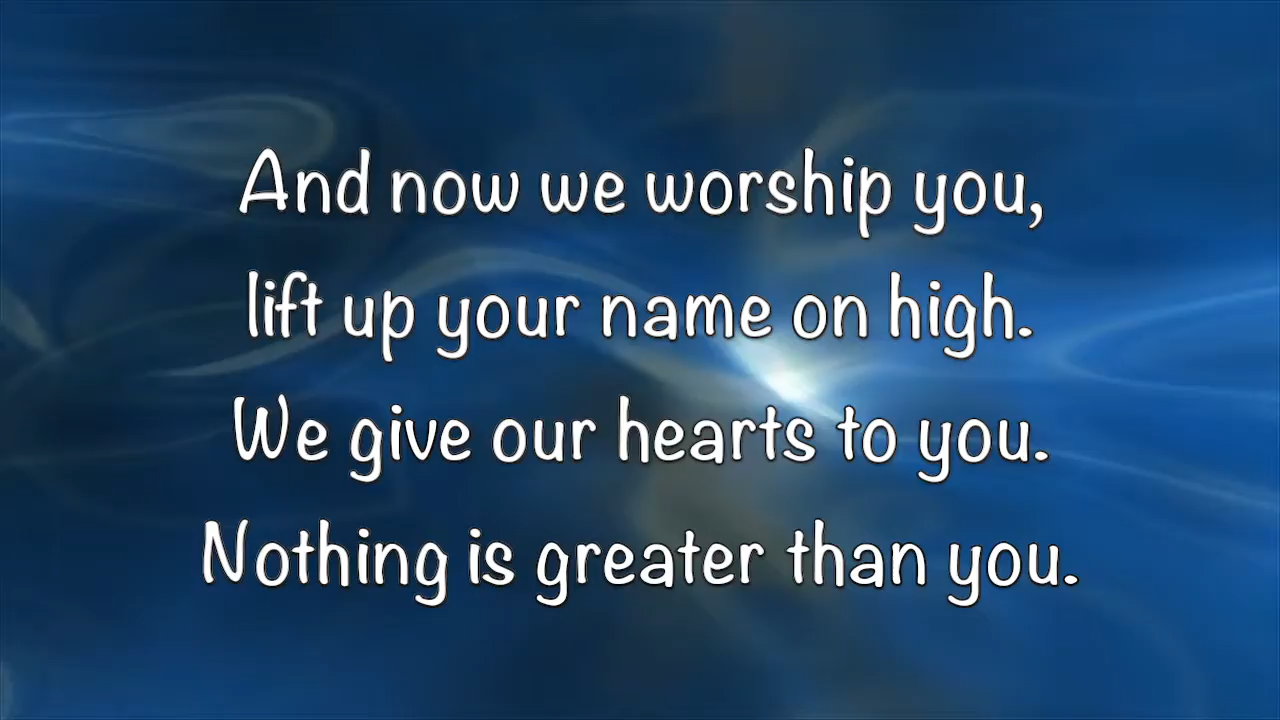 And now we worship you,
lift up your name on high.
We give our hearts to you.
Nothing is greater than you.